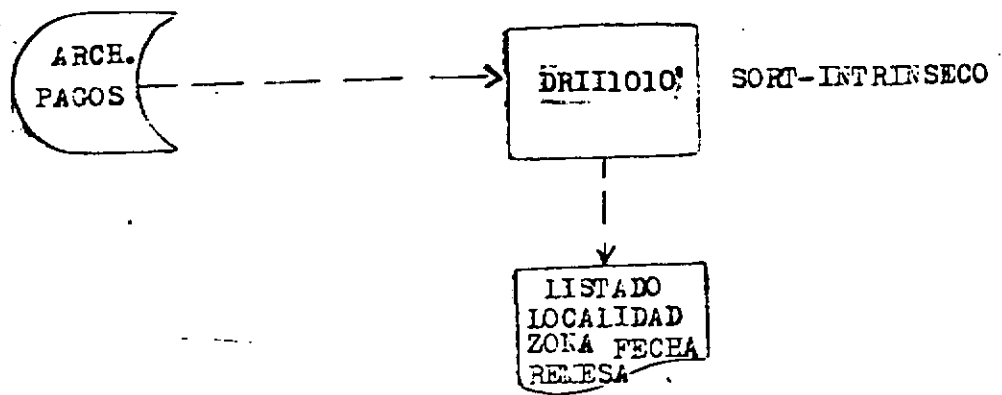 ARCH.
PAGOS
DRII1010
SORT-INTRINSECO
LISTADO
LOCALIDAD
ZONA FECHA
REMESA